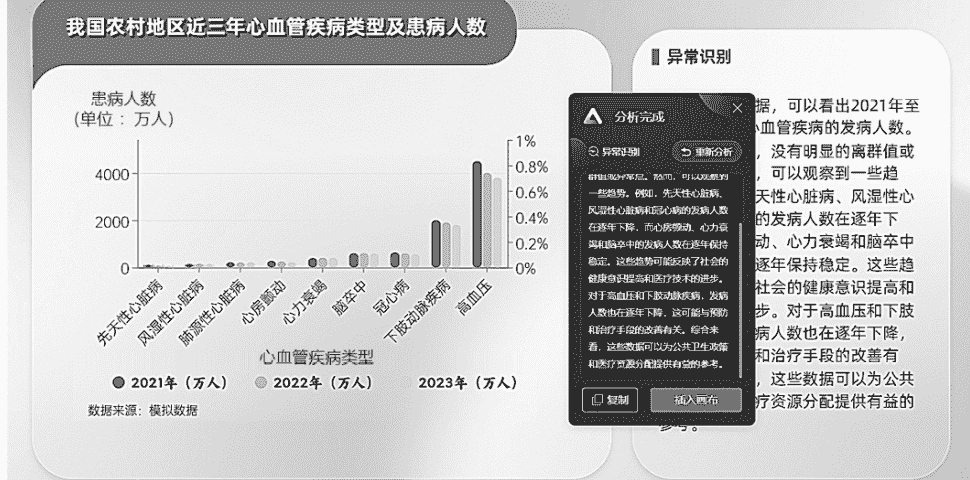 我国农村地区近三年心血管疾病类型及患病人数
患病人数
(单位：万人)
4000
2000
0
1%
0.8%
0.6%
0.4%
0.2%
0%
先天性心脏病
风湿性心脏病
肺源性心脏病
心房颤动
心力衰竭
脑卒中
冠心病
下肢动脉疾病
高血压
心血管疾病类型
2021年（万人）
2022年（万人）
2023年（万人）
数据来源：模拟数据
异常识别
据，可以看出2021年至
心血管疾病的发病人数。
，没有明显的离群值或
，可以观察到一些趋
天性心脏病、风湿性心
的发病人数在逐年下
动、心力衰竭和脑卒中
逐年保持稳定。这些趋
社会的健康意识提高和
步。对于高血压和下肢
病人数也在逐年下降，
和治疗手段的改善有
，这些数据可以为公共
疗资源分配提供有益的
参考。
分析完成
异常识别
重新分析
群值或异常点。然而，可以观察到
一些趋势。例如，先天性心脏病、
风湿性心脏病和冠心病的发病人数
在逐年下降，而心房颤动、心力衰
竭和脑卒中的发病人数在逐年保持
稳定。这些趋势可能反映了社会的
健康意识提高和医疗技术的进步。
对于高血压和下肢动脉疾病，发病
人数也在逐年下降，这可能与预防
和治疗手段的改善有关。综合来
看，这些数据可以为公共卫生政策
和医疗资源分配提供有益的参考。
复制
插入画布